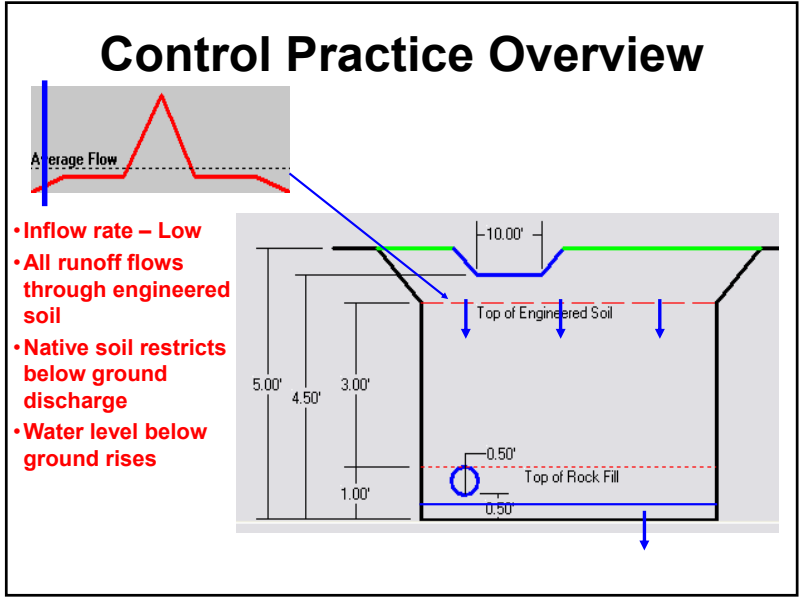 Control Practice Overview
Average Flow
• Inflow rate – Low
• All runoff flows
through engineered
soil
• Native soil restricts
below ground
discharge
• Water level below
ground rises
10.00'
Top of Engineered Soil
5.00'
4.50'
3.00'
0.50'
Top of Rock Fill
1.00'
0.50'